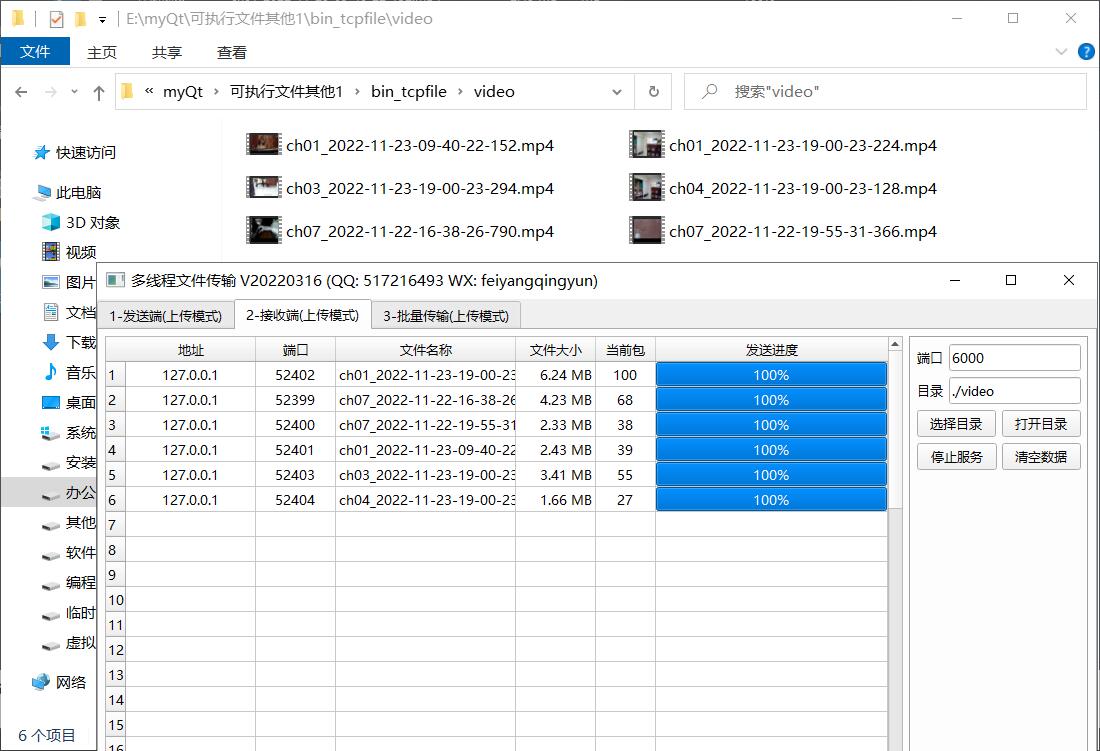 E:\myQt\可执行文件其他1\bin_tcpfile\video
文件 主页 共享 查看
« myQt › 可执行文件其他1 › bin_tcpfile › video
搜索"video"
快速访问
此电脑
3D 对象
视频
图片
文档
下载
音乐
桌面
系统
安装
办公
其他
软件
编程
临时
虚拟
网络
6 个项目
ch01_2022-11-23-09-40-22-152.mp4 ch01_2022-11-23-19-00-23-224.mp4
ch03_2022-11-23-19-00-23-294.mp4 ch04_2022-11-23-19-00-23-128.mp4
ch07_2022-11-22-16-38-26-790.mp4 ch07_2022-11-22-19-55-31-366.mp4
多线程文件传输 V20220316 (QQ: 517216493 WX: feiyangqingyun)
1-发送端(上传模式) 2-接收端(上传模式) 3-批量传输(上传模式)
地址 端口 文件名称 文件大小 当前包 发送进度
1 127.0.0.1 52402 ch01_2022-11-23-19-00-23 6.24 MB 100 100%
2 127.0.0.1 52399 ch07_2022-11-22-16-38-26 4.23 MB 68 100%
3 127.0.0.1 52400 ch07_2022-11-22-19-55-31 2.33 MB 38 100%
4 127.0.0.1 52401 ch01_2022-11-23-09-40-22 2.43 MB 39 100%
5 127.0.0.1 52403 ch03_2022-11-23-19-00-23 3.41 MB 55 100%
6 127.0.0.1 52404 ch04_2022-11-23-19-00-23 1.66 MB 27 100%
7
8
9
10
11
12
13
14
15
16
端口 6000
目录 ./video
选择目录 打开目录
停止服务 清空数据